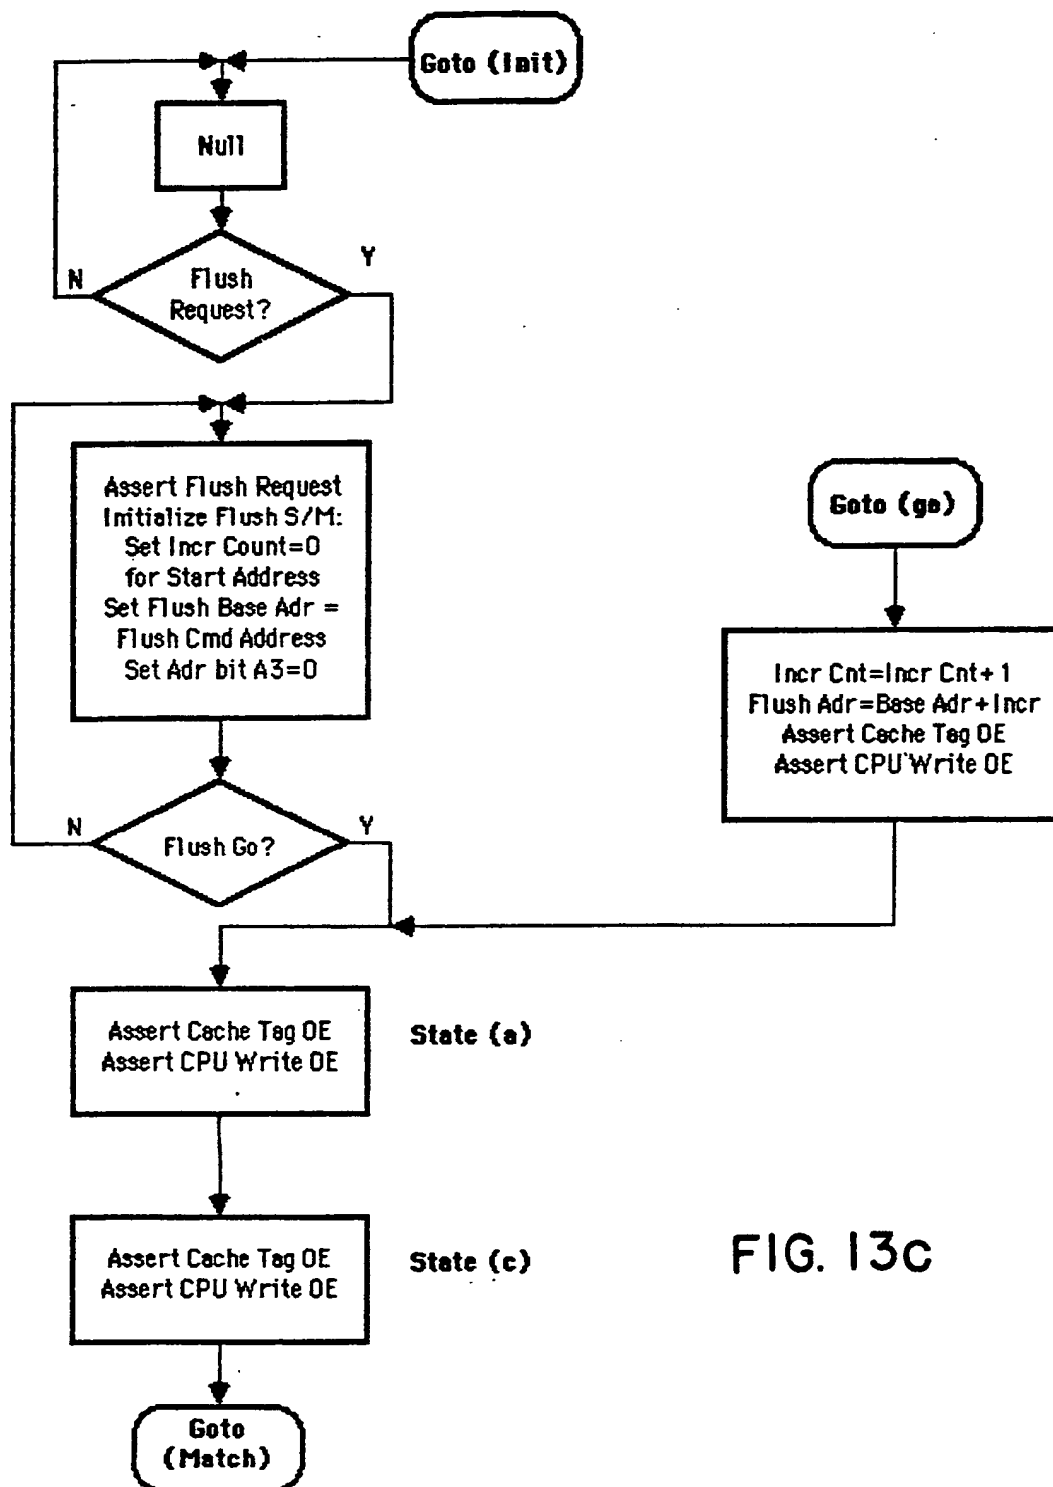 Goto (Init)
Null
Flush
Request?
N
Y
Assert Flush Request
Initialize Flush S/M:
Set Incr Count=0
for Start Address
Set Flush Base Adr =
Flush Cmd Address
Set Adr bit A3=0
Goto (ga)
Incr Cnt=Incr Cnt+1
Flush Adr=Base Adr+Incr
Assert Cache Tag OE
Assert CPU Write OE
Flush Go?
N
Y
Assert Cache Tag OE
Assert CPU Write OE
State (a)
Assert Cache Tag OE
Assert CPU Write OE
State (c)
FIG. 13c
Goto
(Match)